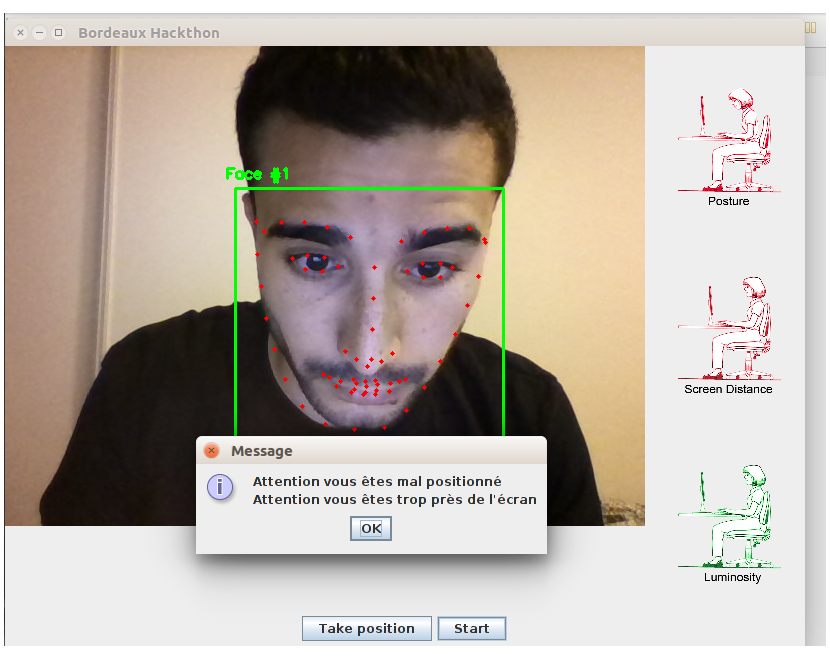 Bordeaux Hackthon
Face #1
Posture
Screen Distance
Luminosity
Message
Attention vous êtes mal positionné
Attention vous êtes trop près de l'écran
OK
Take position
Start